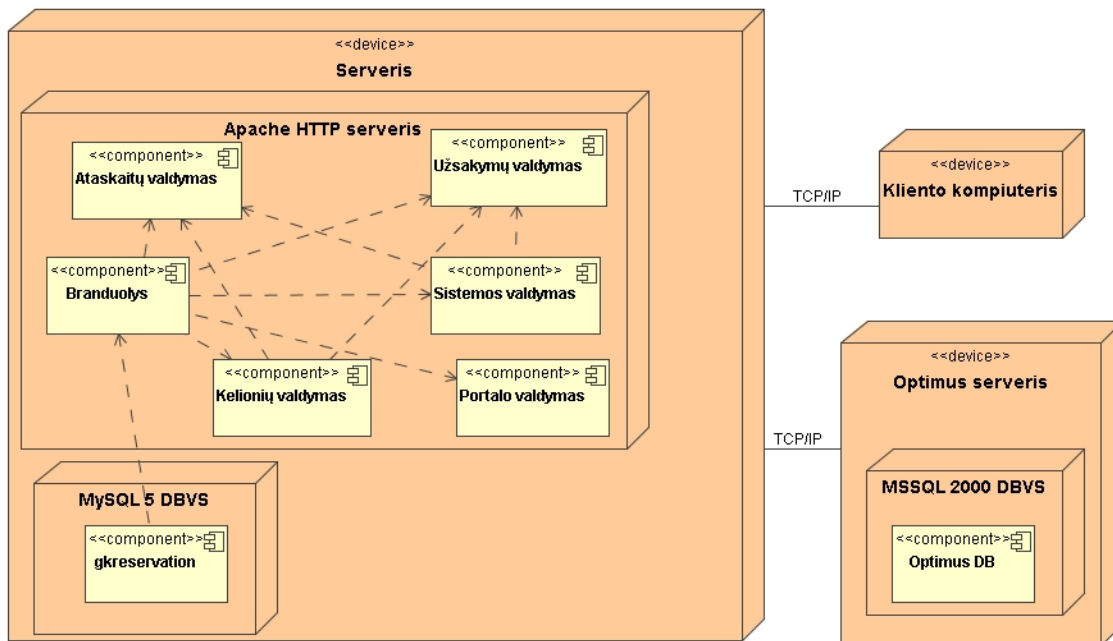 <<device>>
Serveris
Apache HTTP serveris
<<component>>
Ataskaitų valdymas
<<component>>
Užsakymų valdymas
<<component>>
Branduolys
<<component>>
Sistemos valdymas
<<component>>
Kelionių valdymas
<<component>>
Portalo valdymas
MySQL 5 DBVS
<<component>>
gkreservation
TCP/IP
<<device>>
Kliento kompiuteris
TCP/IP
<<device>>
Optimus serveris
MSSQL 2000 DBVS
<<component>>
Optimus DB